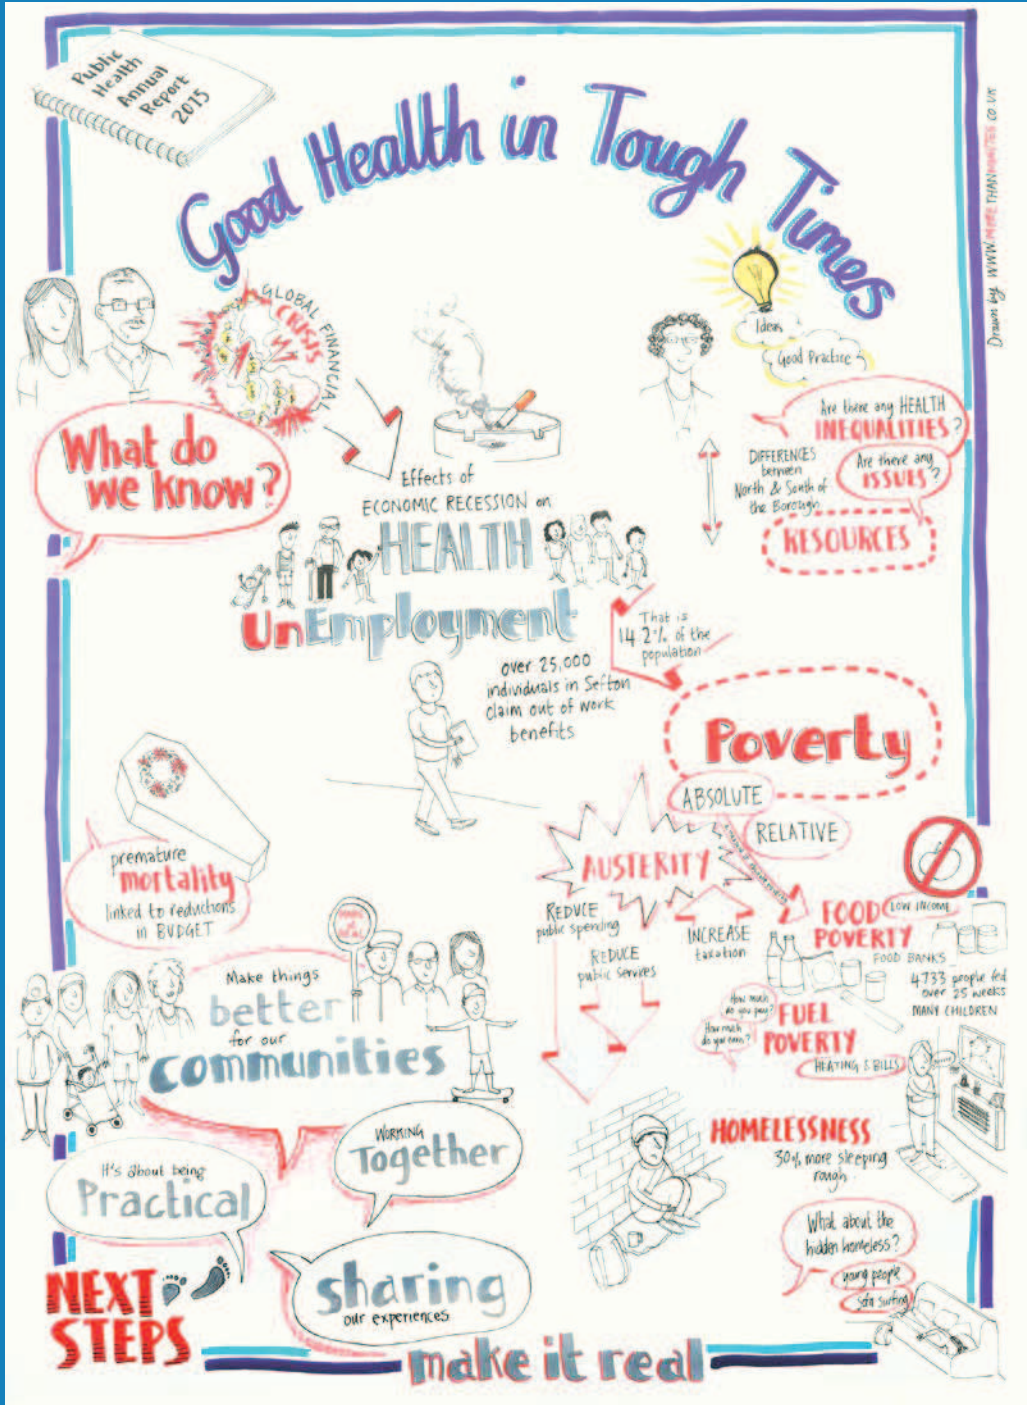 Public
Health
Annual
Report
2015
Good Health in Tough Times
Drawn by WWW.MORETHANMINUTES.CO.UK
GLOBAL FINANCIAL
CRISIS
What do
we know?
Effects of
ECONOMIC RECESSION on
HEALTH
UnEmployment
over 25,000
individuals in Sefton
claim out of work
benefits
That is
14.2% of the
population
Ideas
Good Practice
Are there any HEALTH
INEQUALITIES?
DIFFERENCES
between
North & South of
the Borough
Are there any
ISSUES?
RESOURCES
Poverty
ABSOLUTE
RELATIVE
AUSTERITY
REDUCE
public spending
REDUCE
public services
INCREASE
taxation
FOOD
POVERTY
LOW INCOME
FOOD BANKS
4733 people fed
over 25 weeks
MANY CHILDREN
How much
do you pay?
How much
do you earn?
FUEL
POVERTY
HEATING & BILLS
HOMELESSNESS
30% more sleeping
rough
What about the
hidden homeless?
young people
Sofa surfing
premature
mortality
linked to reductions
in BUDGET
Make things
better
for our
communities
It's about being
Practical
WORKING
Together
sharing
our experiences
NEXT
STEPS
make it real